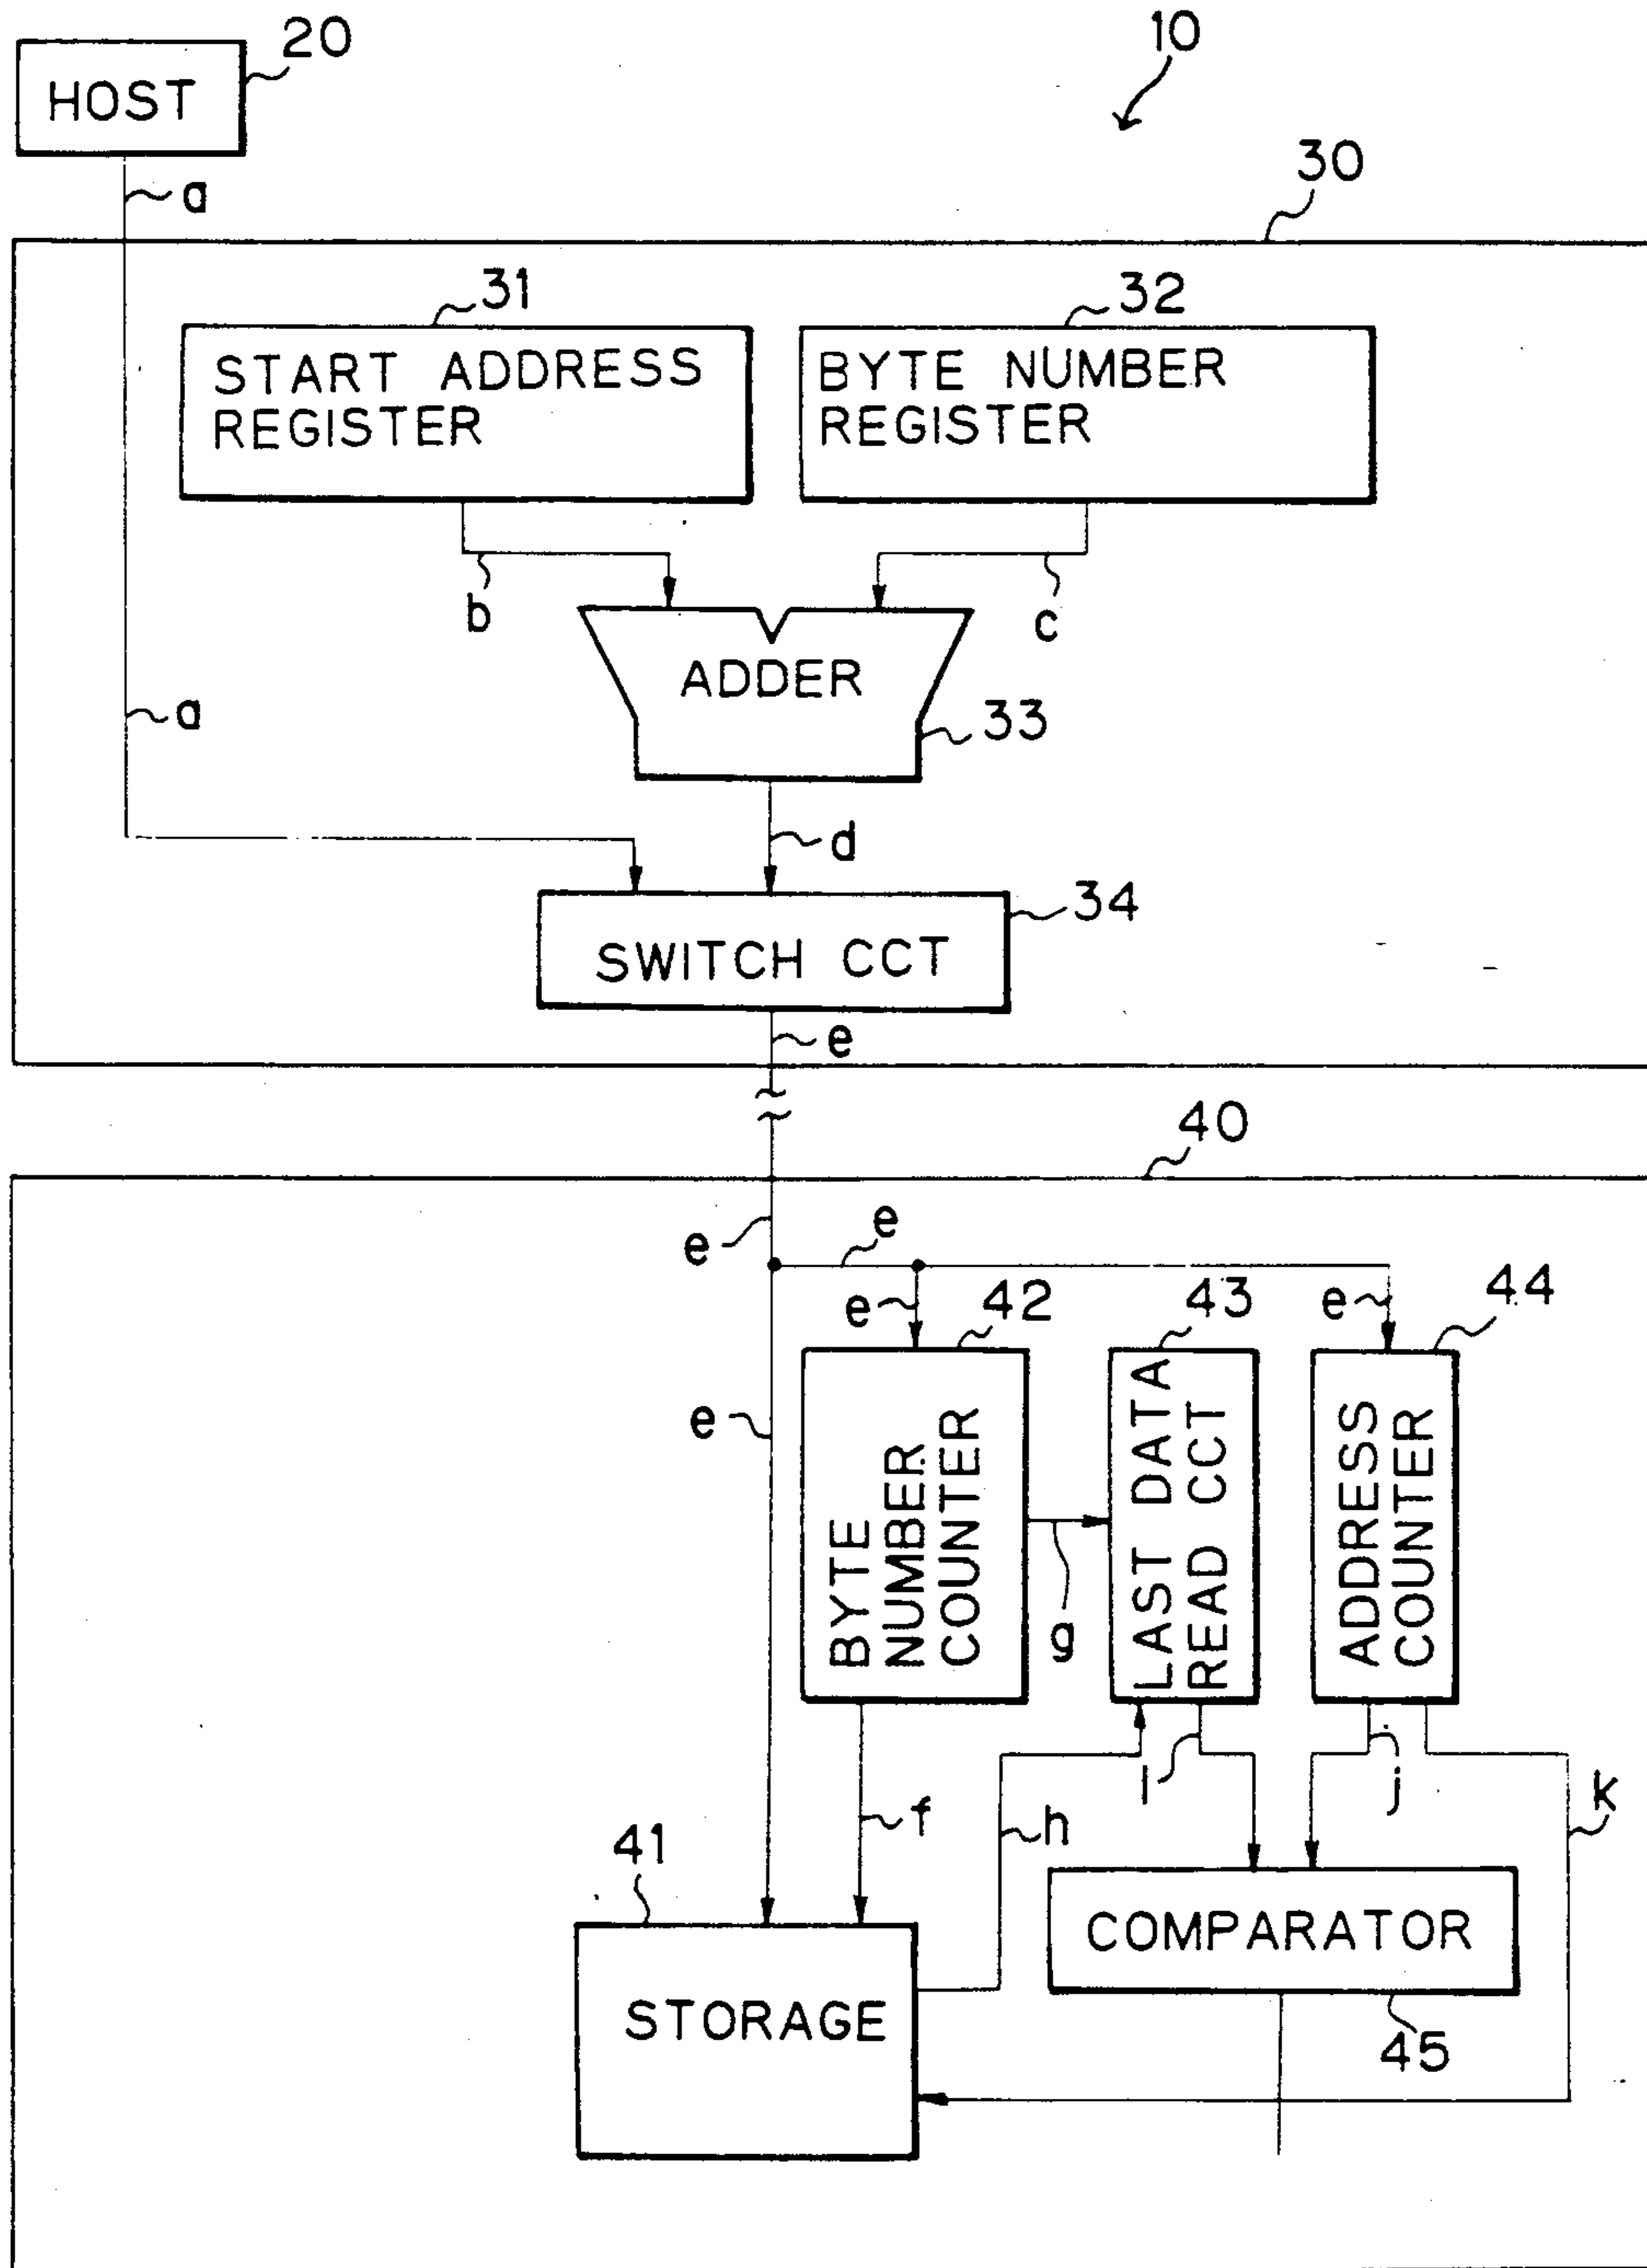 20
10
HOST
a
30
31
32
START ADDRESS
REGISTER
BYTE NUMBER
REGISTER
b
c
ADDER
a
33
d
34
SWITCH CCT
e
40
e
e
e
42
43
e
44
e
BYTE
NUMBER
COUNTER
LAST DATA
READ CCT
ADDRESS
COUNTER
g
i
j
k
f
h
41
COMPARATOR
STORAGE
45